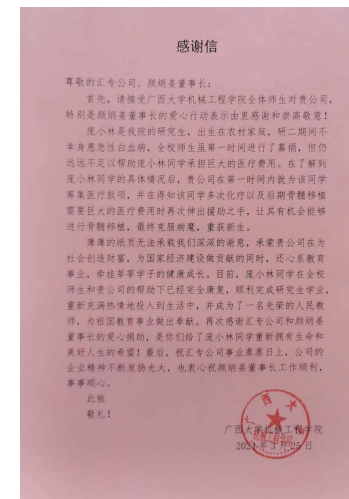 感谢信
尊敬的汇专公司、颜炳姜董事长：
首先，请接受广西大学机械工程学院全体师生对贵公司，
特别是颜炳姜董事长的爱心行动表示由衷感谢和崇高敬意！
庞小林是我院的研究生，出生在农村家庭，研二期间不
幸身患急性白血病，全校师生虽第一时间进行了募捐，但仍
远远不足以帮助庞小林同学承担巨大的医疗费用。在了解到
庞小林同学的具体情况后，贵公司在第一时间内就为该同学
筹集医疗款项，并在得知该同学多次化疗以及后期骨髓移植
需要巨大的医疗费用时再次伸出援助之手，让其有机会能够
进行骨髓移植，最终克服病魔，重获新生。
薄薄的纸页无法承载我们深深的谢意，承蒙贵公司在为
社会创造财富，为国家经济建设做贡献的同时，还心系教育
事业，牵挂莘莘学子的健康成长。目前，庞小林同学在全校
师生和贵公司的帮助下已经完全康复，顺利完成研究生学业，
重新充满热情地投入到生活中，并成为了一名光荣的人民教
师，为祖国教育事业做出奉献。再次感谢汇专公司和颜炳姜
董事长的爱心捐助，是你们给了庞小林同学重新拥有生命和
美好人生的希望！最后，祝汇专公司事业蒸蒸日上，公司的
企业精神不断发扬光大，也衷心祝颜炳姜董事长工作顺利，
事事顺心。
此致
敬礼！
广西大学机械工程学院
2021年3月25日